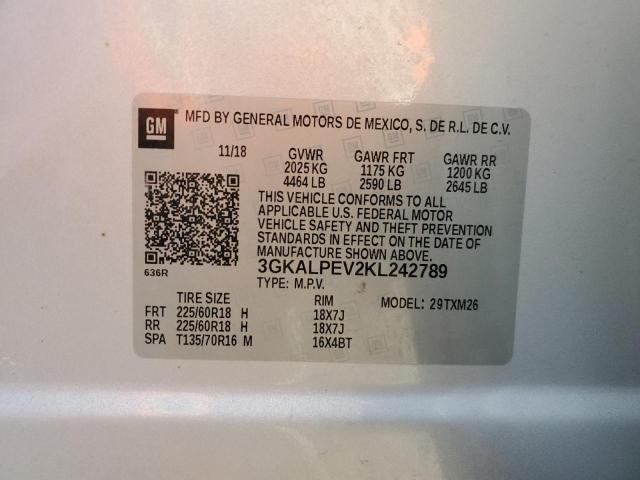 GM MFD BY GENERAL MOTORS DE MEXICO, S. DE R.L. DE C.V.
11/18 GVWR GAWR FRT GAWR RR
2025 KG 1175 KG 1200 KG
4464 LB 2590 LB 2645 LB
THIS VEHICLE CONFORMS TO ALL
APPLICABLE U.S. FEDERAL MOTOR
VEHICLE SAFETY AND THEFT PREVENTION
STANDARDS IN EFFECT ON THE DATE OF
MANUFACTURE SHOWN ABOVE.
636R 3GKALPEV2KL242789
TYPE: M.P.V.
TIRE SIZE RIM MODEL: 29TXM26
FRT 225/60R18 H 18X7J
RR 225/60R18 H 18X7J
SPA T135/70R16 M 16X4BT